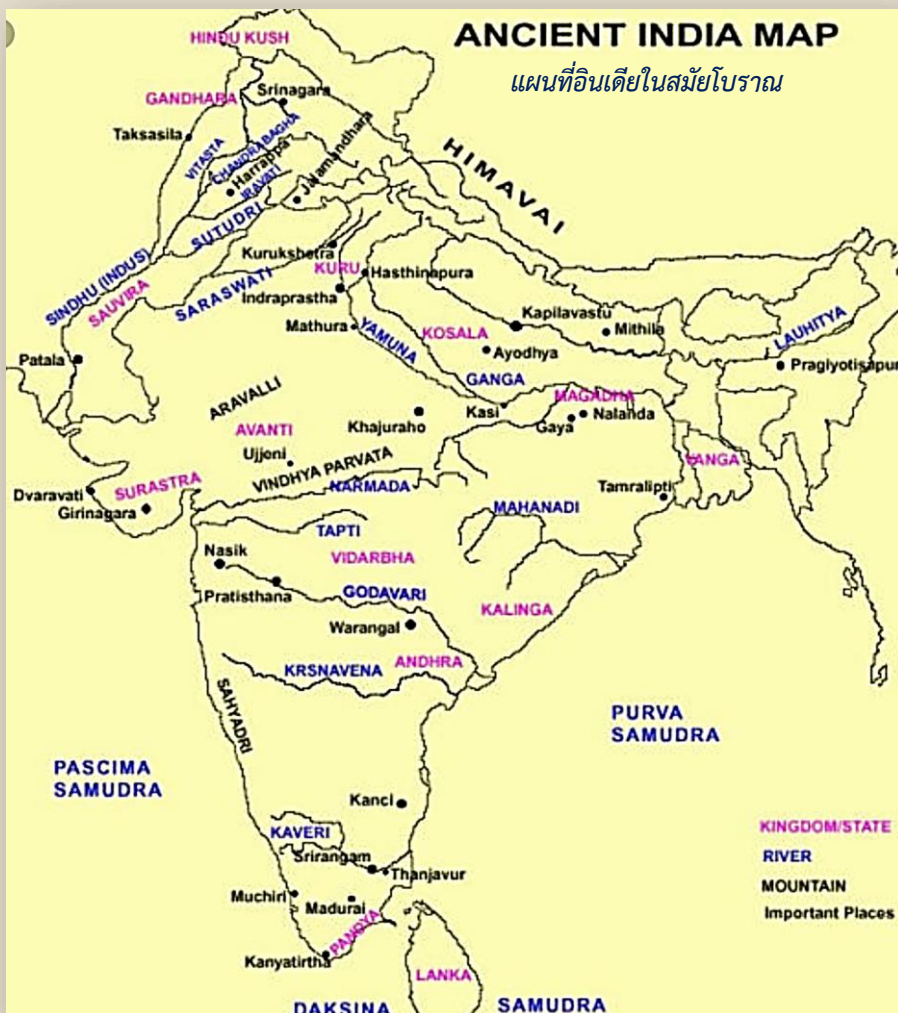 ANCIENT INDIA MAP
แผนที่อินเดียในสมัยโบราณ
HINDU KUSH
GANDHARA
Srinagara
Taksasila
VITASTA
CHANDRABAGHA
Harrappa
IRAVATI
Jalamandhara
HIMAVAI
SUTUDRI
Kurukshetra
KURU
Hasthinapura
SINDHU (INDUS)
SAUVIRA
SARASWATI
Indraprastha
Mathura
YAMUNA
KOSALA
Kapilavastu
Mithila
LAUHITYA
Patala
Ayodhya
Pragiyotisapur
GANGA
ARAVALLI
MAGADHA
Kasi
Nalanda
Khajuraho
Gaya
AVANTI
Ujjeni
VINDHYA PARVATA
VANGA
Dvaravati
SURASTRA
NARMADA
Tamralipti
Girinagara
MAHANADI
TAPTI
Nasik
VIDARBHA
Pratisthana
GODAVARI
KALINGA
Warangal
ANDHRA
KRSNAVENA
SAHYADRI
PURVA
SAMUDRA
PASCIMA
SAMUDRA
Kanci
KAVERI
KINGDOM/STATE
Srirangam
RIVER
Thanjavur
MOUNTAIN
Muchiri
Madurai
Important Places
PANDYA
Kanyatirtha
LANKA
DAKSINA SAMUDRA